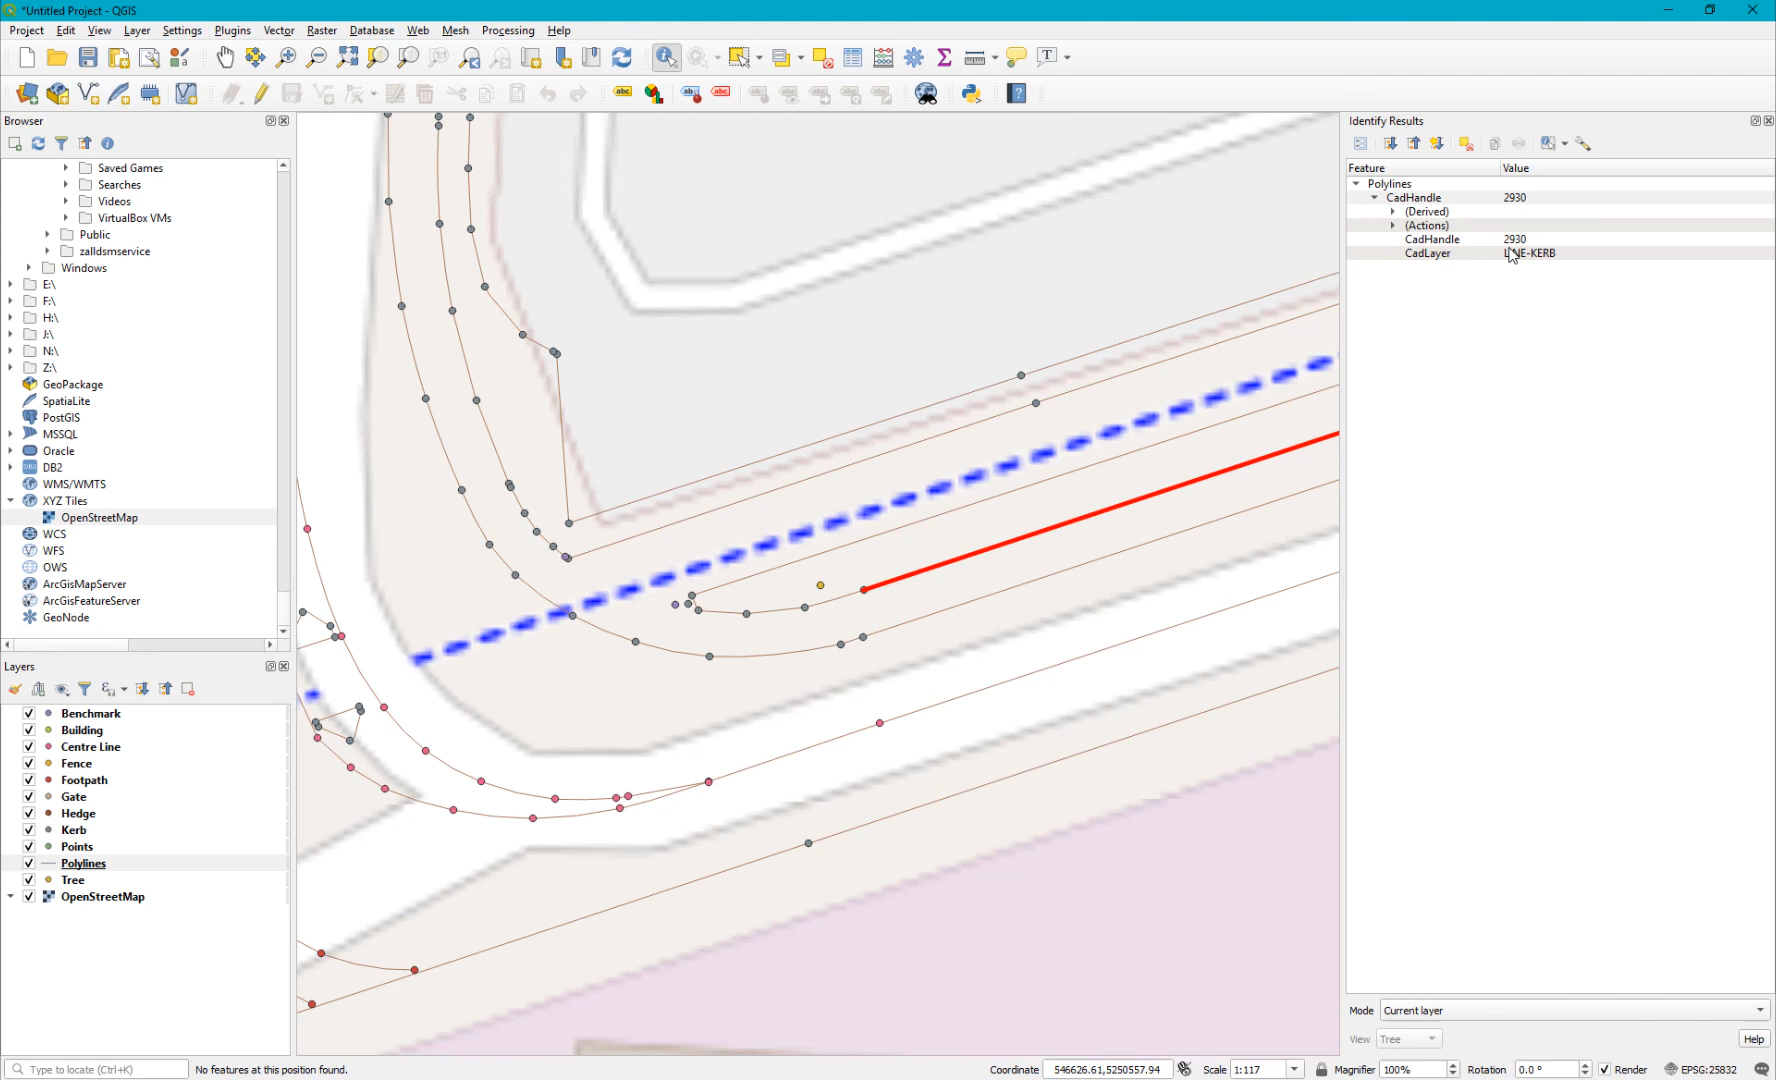 *Untitled Project - QGIS
Project Edit View Layer Settings Plugins Vector Raster Database Web Mesh Processing Help
Browser
Saved Games
Searches
Videos
VirtualBox VMs
Public
zalldsmservice
Windows
E:\
F:\
H:\
J:\
N:\
Z:\
GeoPackage
SpatiaLite
PostGIS
MSSQL
Oracle
DB2
WMS/WMTS
XYZ Tiles
OpenStreetMap
WCS
WFS
OWS
ArcGisMapServer
ArcGisFeatureServer
GeoNode
Layers
Benchmark
Building
Centre Line
Fence
Footpath
Gate
Hedge
Kerb
Points
Polylines
Tree
OpenStreetMap
Identify Results
Feature Value
Polylines
CadHandle 2930
(Derived)
(Actions)
CadHandle 2930
CadLayer LINE-KERB
Mode Current layer
View Tree Help
Type to locate (Ctrl+K) No features at this position found. Coordinate 546626.61,5250557.94 Scale 1:117 Magnifier 100% Rotation 0.0 ° Render EPSG:25832